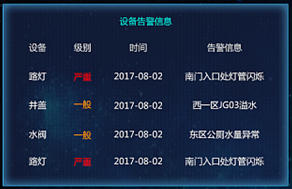 设备告警信息
设备 级别 时间 告警信息
路灯 严重 2017-08-02 南门入口处灯管闪烁
井盖 一般 2017-08-02 西一区JG03溢水
水阀 一般 2017-08-02 东区公厕水量异常
路灯 严重 2017-08-02 南门入口处灯管闪烁